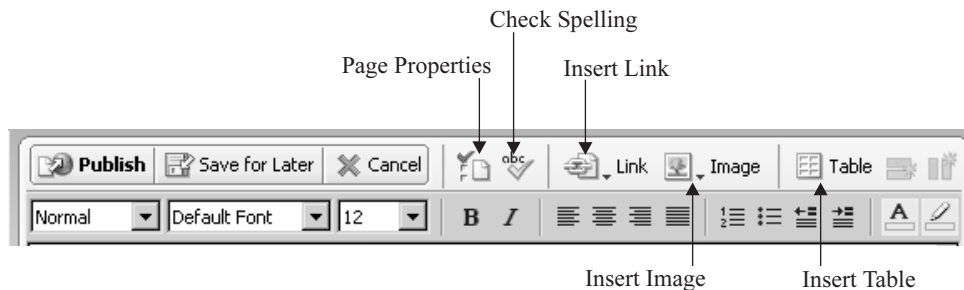 Check Spelling
Page Properties Insert Link
Publish Save for Later Cancel abc Link Image Table
Normal Default Font 12 B I A
Insert Image Insert Table